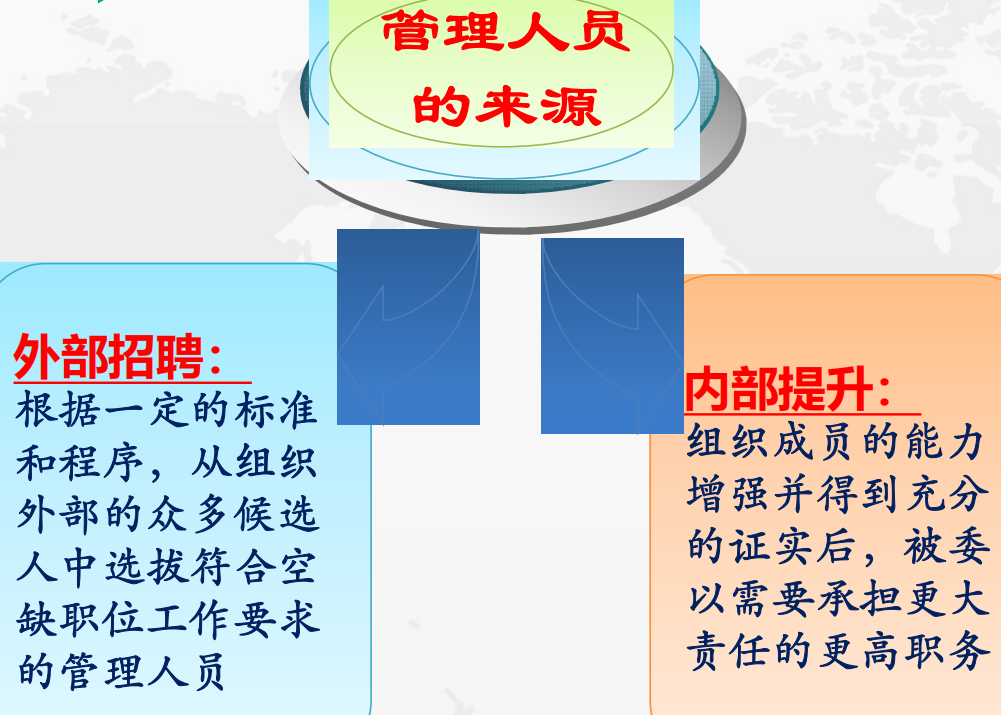 管理人员
的来源
外部招聘：
根据一定的标准
和程序，从组织
外部的众多候选
人中选拔符合空
缺职位工作要求
的管理人员
内部提升：
组织成员的能力
增强并得到充分
的证实后，被委
以需要承担更大
责任的更高职务